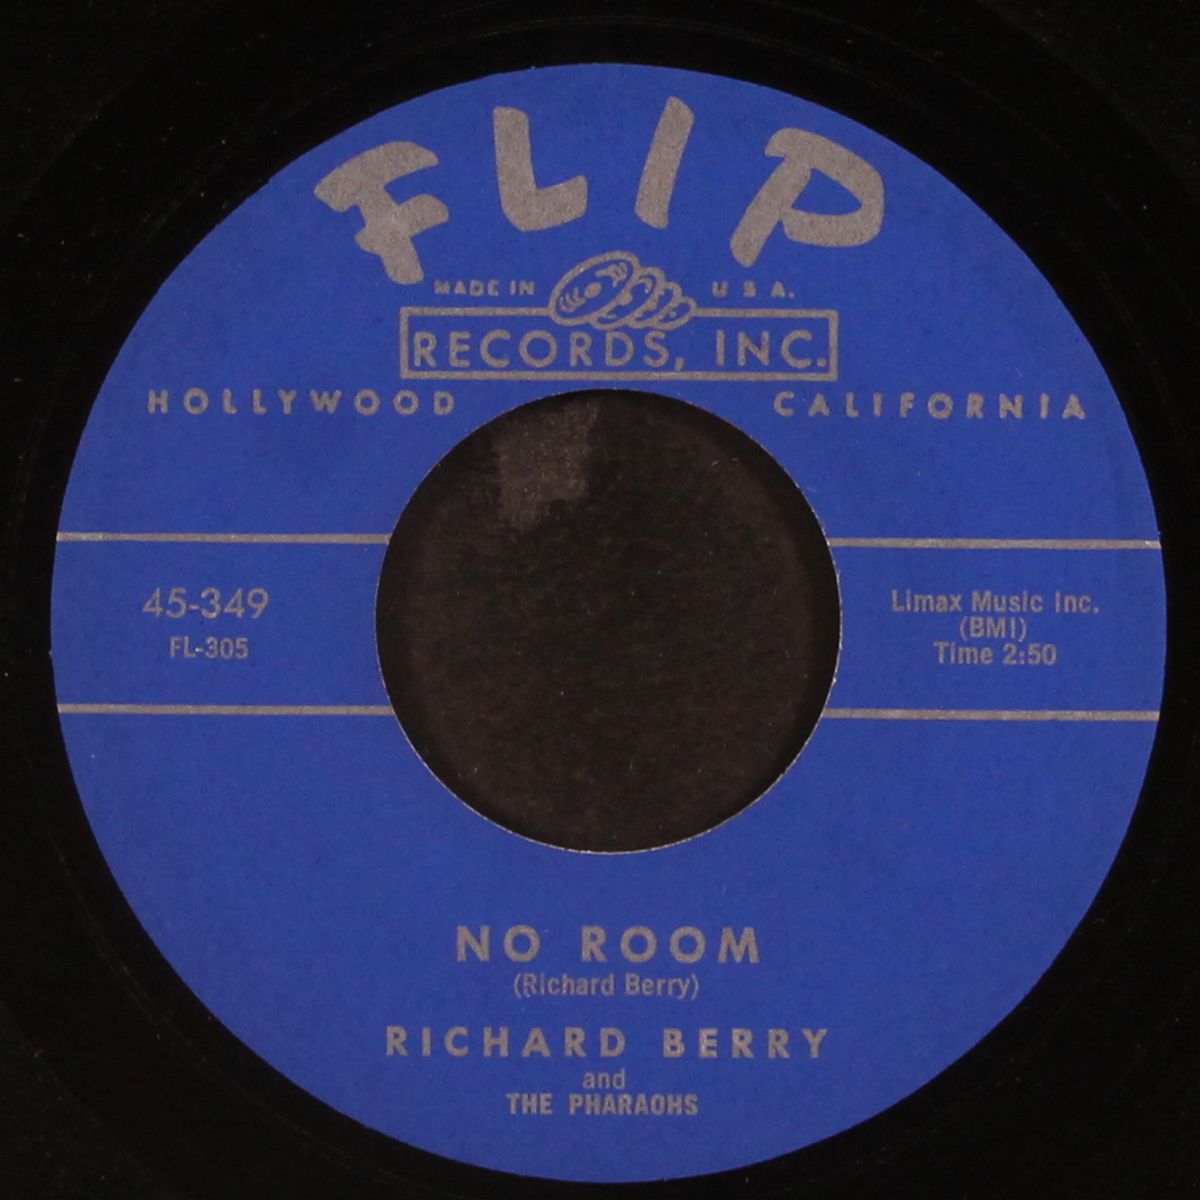 FLIP
MADE IN U S A.
RECORDS, INC.
HOLLYWOOD CALIFORNIA
45-349
FL-305
Limax Music Inc.
(BMI)
Time 2:50
NO ROOM
(Richard Berry)
RICHARD BERRY
and
THE PHARAOHS